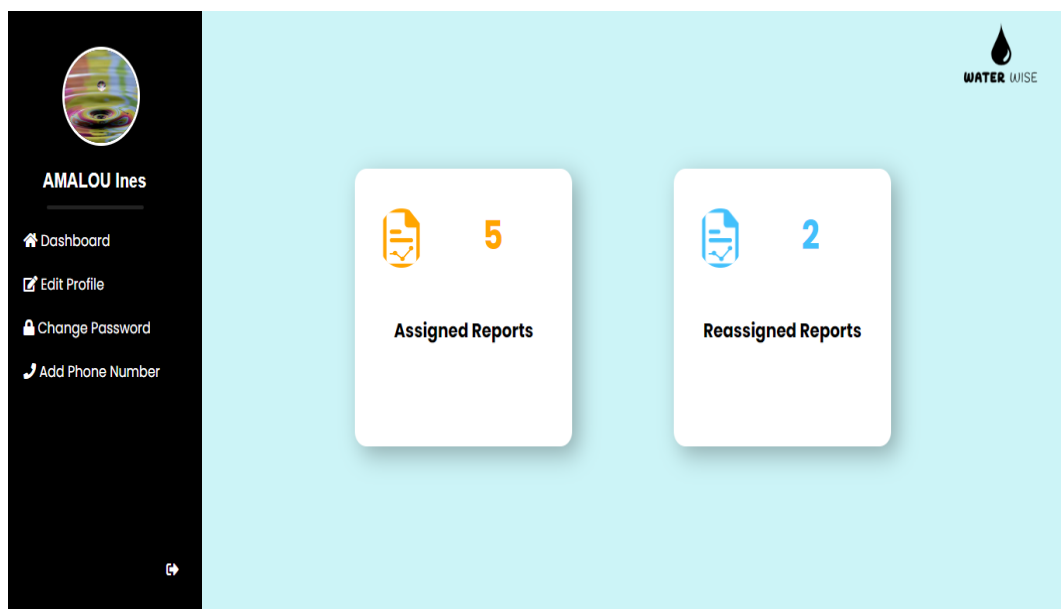 AMALOU Ines
Dashboard
Edit Profile
Change Password
Add Phone Number
WATER WISE
5
Assigned Reports
2
Reassigned Reports